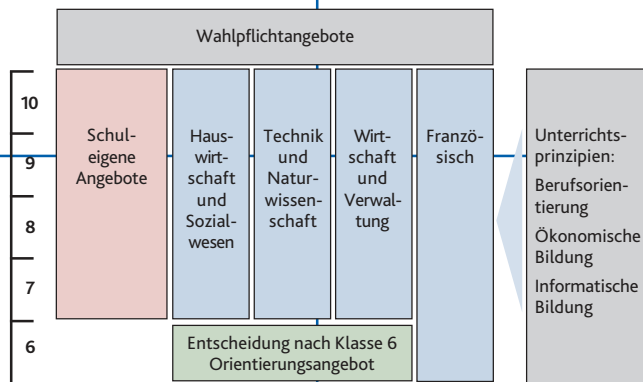 Wahlpflichtangebote
10
9
8
7
6
Schul-
eigene
Angebote
Haus-
wirt-
schaft
und
Sozial-
wesen
Technik
und
Natur-
wissen-
schaft
Wirt-
schaft
und
Verwal-
tung
Franzö-
sisch
Entscheidung nach Klasse 6
Orientierungsangebot
Unterrichts-
prinzipien:
Berufsorien-
tierung
Ökonomische
Bildung
Informatische
Bildung